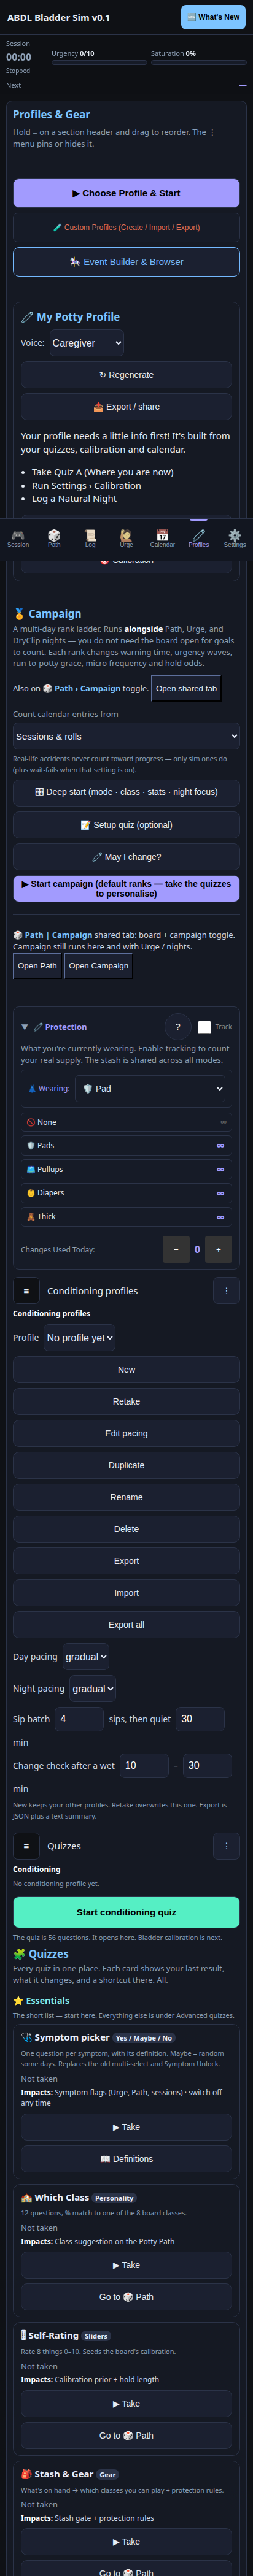 ABDL Bladder Sim v0.1
🆕 What's New
Session
00:00
Stopped
Urgency 0/10
Saturation 0%
Next
—
Profiles & Gear
Hold ≡ on a section header and drag to reorder. The ⋮
menu pins or hides it.
▶ Choose Profile & Start
🧪 Custom Profiles (Create / Import / Export)
🎠 Event Builder & Browser
🧷 My Potty Profile
Voice: Caregiver
↻ Regenerate
📤 Export / share
Your profile needs a little info first! It's built from
your quizzes, calibration and calendar.
• Take Quiz A (Where you are now)
• Run Settings › Calibration
• Log a Natural Night
Session
Path
Log
Urge
Calendar
Profiles
Settings
🏅 Campaign
A multi-day rank ladder. Runs alongside Path, Urge, and
DryClip nights — you do not need the board open for goals
to count. Each rank changes warning time, urgency waves,
run-to-potty grace, micro frequency and hold odds.
Also on 🎲 Path › Campaign toggle. Open shared tab
Count calendar entries from
Sessions & rolls
Real-life accidents never count toward progress — only sim ones do
(plus wait-fails when that setting is on).
🎛 Deep start (mode · class · stats · night focus)
📝 Setup quiz (optional)
🧷 May I change?
▶ Start campaign (default ranks — take the quizzes
to personalise)
🎲 Path | Campaign shared tab: board + campaign toggle.
Campaign still runs here and with Urge / nights.
Open Path
Open Campaign
▼ 🧷 Protection
?
Track
What you're currently wearing. Enable tracking to count
your real supply. The stash is shared across all modes.
👗 Wearing: 🛡 Pad
🚫 None
∞
🛡 Pads
∞
🩲 Pullups
∞
👶 Diapers
∞
🧸 Thick
∞
Changes Used Today:
−
0
+
≡
Conditioning profiles
⋮
Conditioning profiles
Profile No profile yet
New
Retake
Edit pacing
Duplicate
Rename
Delete
Export
Import
Export all
Day pacing gradual
Night pacing gradual
Sip batch 4 sips, then quiet 30
min
Change check after a wet 10 – 30
min
New keeps your other profiles. Retake overwrites this one. Export is
JSON plus a text summary.
≡
Quizzes
⋮
Conditioning
No conditioning profile yet.
Start conditioning quiz
The quiz is 56 questions. It opens here. Bladder calibration is next.
🧩 Quizzes
Every quiz in one place. Each card shows your last result,
what it changes, and a shortcut there. All.
⭐ Essentials
The short list — start here. Everything else is under Advanced quizzes.
🩺 Symptom picker Yes / Maybe / No
One question per symptom, with its definition. Maybe = random
some days. Replaces the old multi-select and Symptom Unlock.
Not taken
Impacts: Symptom flags (Urge, Path, sessions) · switch off
any time
▶ Take
📖 Definitions
🏫 Which Class Personality
12 questions, % match to one of the 8 board classes.
Not taken
Impacts: Class suggestion on the Potty Path
▶ Take
Go to 🎲 Path
🎚 Self-Rating Sliders
Rate 8 things 0–10. Seeds the board's calibration.
Not taken
Impacts: Calibration prior + hold length
▶ Take
Go to 🎲 Path
🎒 Stash & Gear Gear
What's on hand → which classes you can play + protection rules.
Not taken
Impacts: Stash gate + protection rules
▶ Take
Go to 🎲 Path